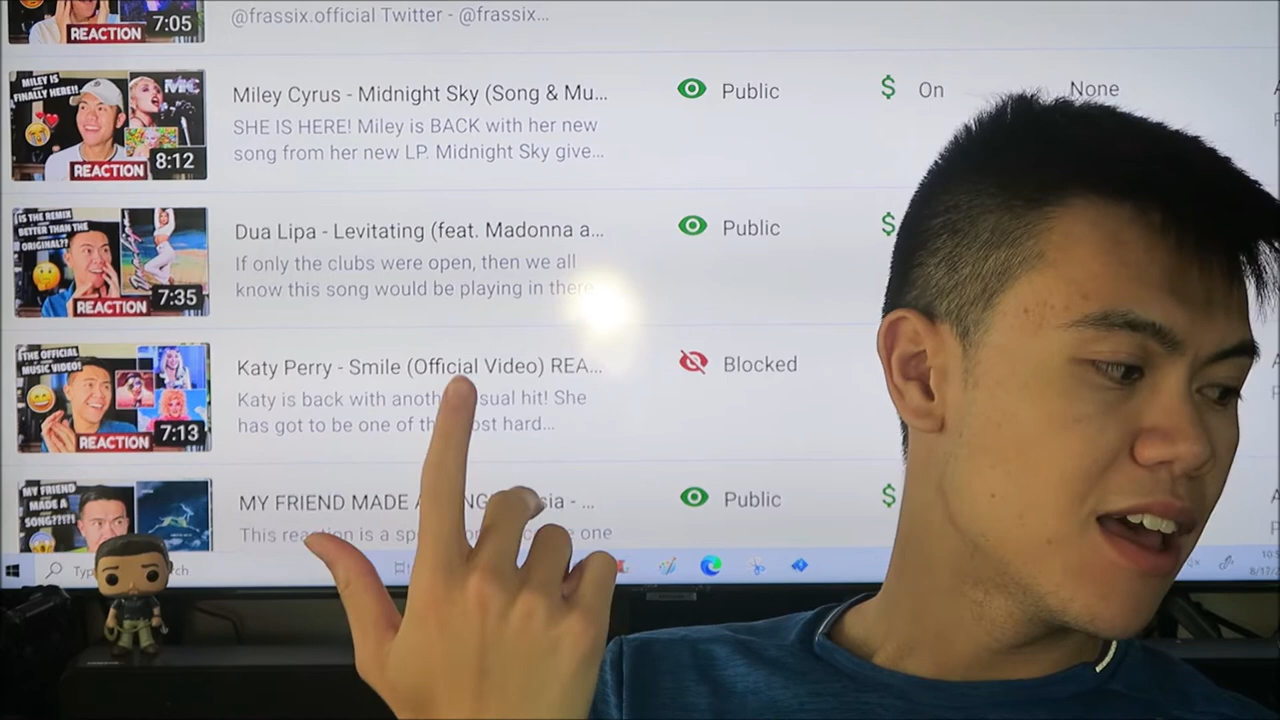 7:05
REACTION
@frassix.official Twitter - @frassix...
MILEY IS
FINALLY HERE!!
8:12
REACTION
Miley Cyrus - Midnight Sky (Song & Mu...
SHE IS HERE! Miley is BACK with her new
song from her new LP. Midnight Sky give...
Public
$ On
None
IS THE REMIX
BETTER THAN THE
ORIGINAL??
7:35
REACTION
Dua Lipa - Levitating (feat. Madonna a...
If only the clubs were open, then we all
know this song would be playing in there
Public
$
THE OFFICIAL
MUSIC VIDEO!
7:13
REACTION
Katy Perry - Smile (Official Video) REA...
Katy is back with sual hit! She
has got to be one of ost hard...
Blocked
MY FRIEND
MADE A
SONG??!?!
MY FRIEND MADE A - ...
This reaction is a one
Public
$